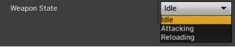 Weapon State
Idle
Idle
Attacking
Reloading